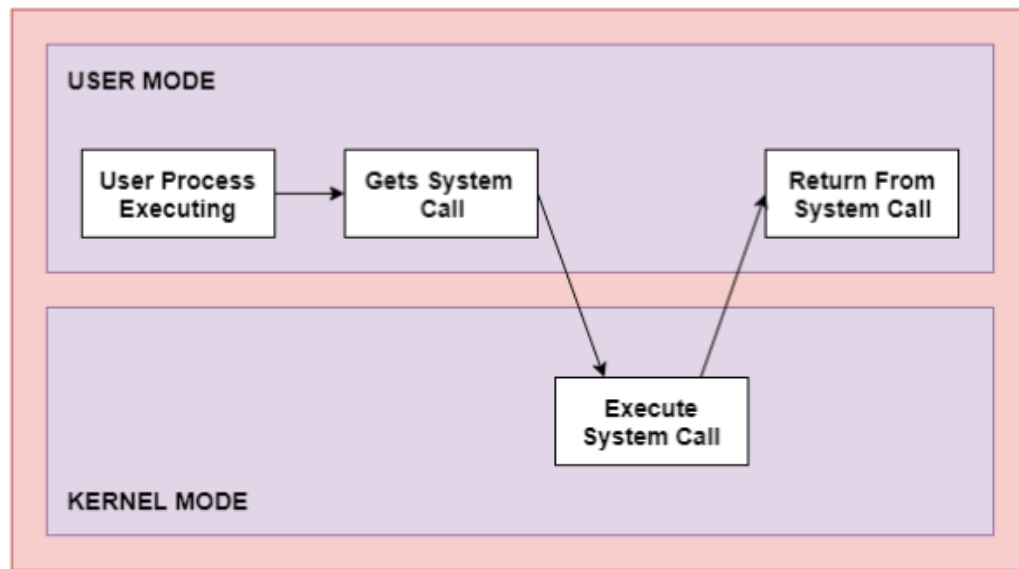 USER MODE
User Process
Executing
Gets System
Call
Return From
System Call
Execute
System Call
KERNEL MODE